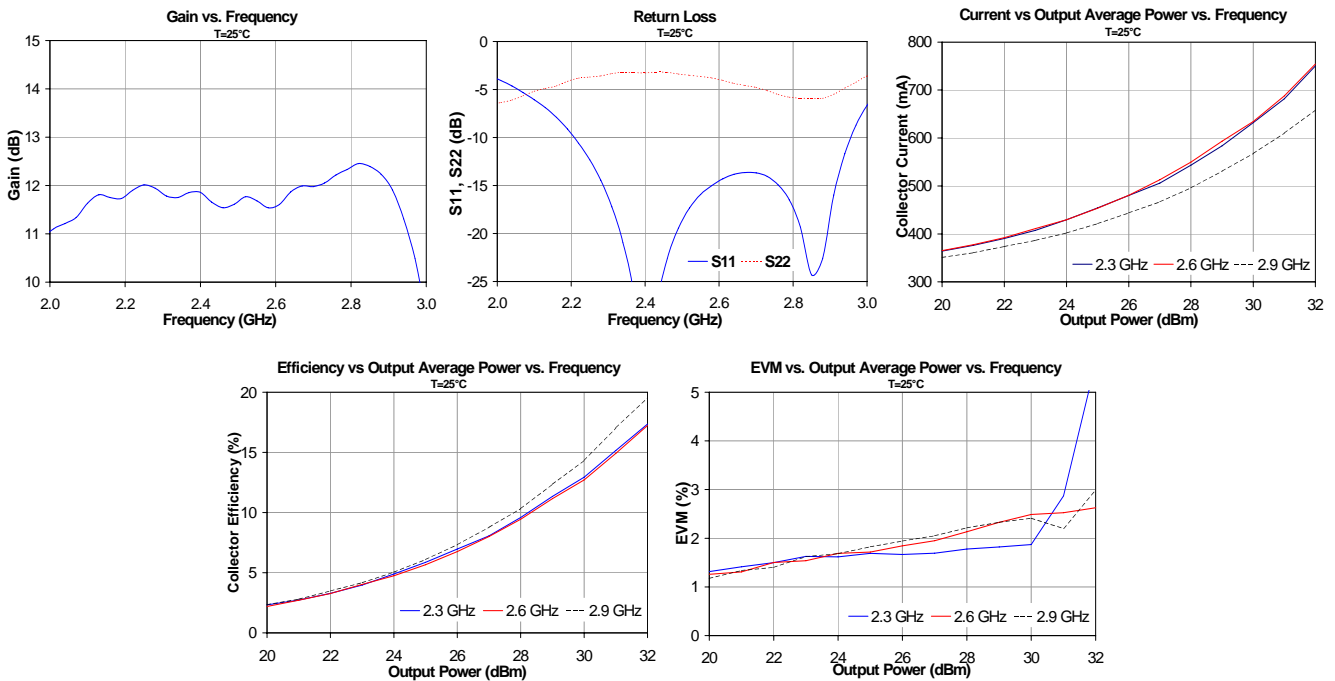 Gain vs. Frequency
T=25°C
Gain (dB)
15
14
13
12
11
10
2.0 2.2 2.4 2.6 2.8 3.0
Frequency (GHz)
Return Loss
T=25°C
S11, S22 (dB)
0
-5
-10
-15
-20
-25
S11 S22
2.0 2.2 2.4 2.6 2.8 3.0
Frequency (GHz)
Current vs Output Average Power vs. Frequency
T=25°C
Collector Current (mA)
800
700
600
500
400
300
2.3 GHz 2.6 GHz 2.9 GHz
20 22 24 26 28 30 32
Output Power (dBm)
Efficiency vs Output Average Power vs. Frequency
T=25°C
Collector Efficiency (%)
20
15
10
5
0
2.3 GHz 2.6 GHz 2.9 GHz
20 22 24 26 28 30 32
Output Power (dBm)
EVM vs. Output Average Power vs. Frequency
T=25°C
EVM (%)
5
4
3
2
1
0
2.3 GHz 2.6 GHz 2.9 GHz
20 22 24 26 28 30 32
Output Power (dBm)